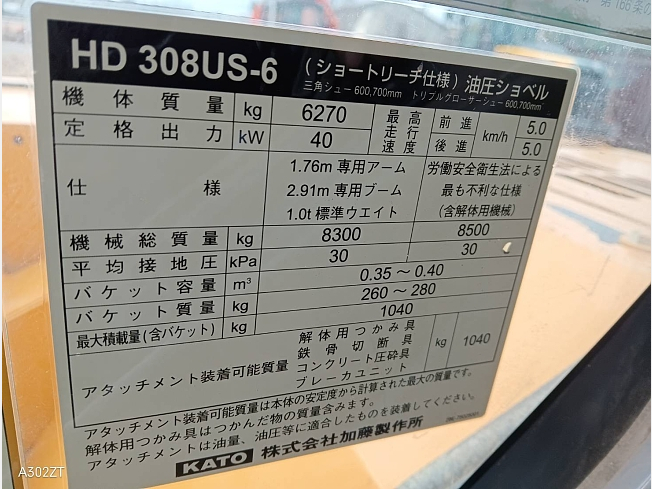 第166条の
HD 308US-6 (ショートリーチ仕様) 油圧ショベル
三角シュー 600,700mm トリプルグローサーシュー 600,700mm
機体質量 kg 6270 最高走行速度 前進 km/h 5.0
定格出力 kW 40 後進 5.0
仕様 1.76m 専用アーム 労働安全衛生法による
2.91m 専用ブーム 最も不利な仕様
1.0t 標準ウエイト (含解体用機械)
機械総質量 kg 8300 8500
平均接地圧 kPa 30 30
バケット容量 m³ 0.35～0.40
バケット質量 kg 260～280
最大積載量(含バケット) kg 1040
アタッチメント装着可能質量 解体用つかみ具 kg 1040
鉄骨切断具
コンクリート圧砕具
ブレーカユニット
アタッチメント装着可能質量は本体の安定度から計算された最大の質量です。
解体用つかみ具はつかんだ物の質量含みます。
アタッチメントは油量、油圧等に適合したものを装着してください。
KATO 株式会社加藤製作所
A302ZT